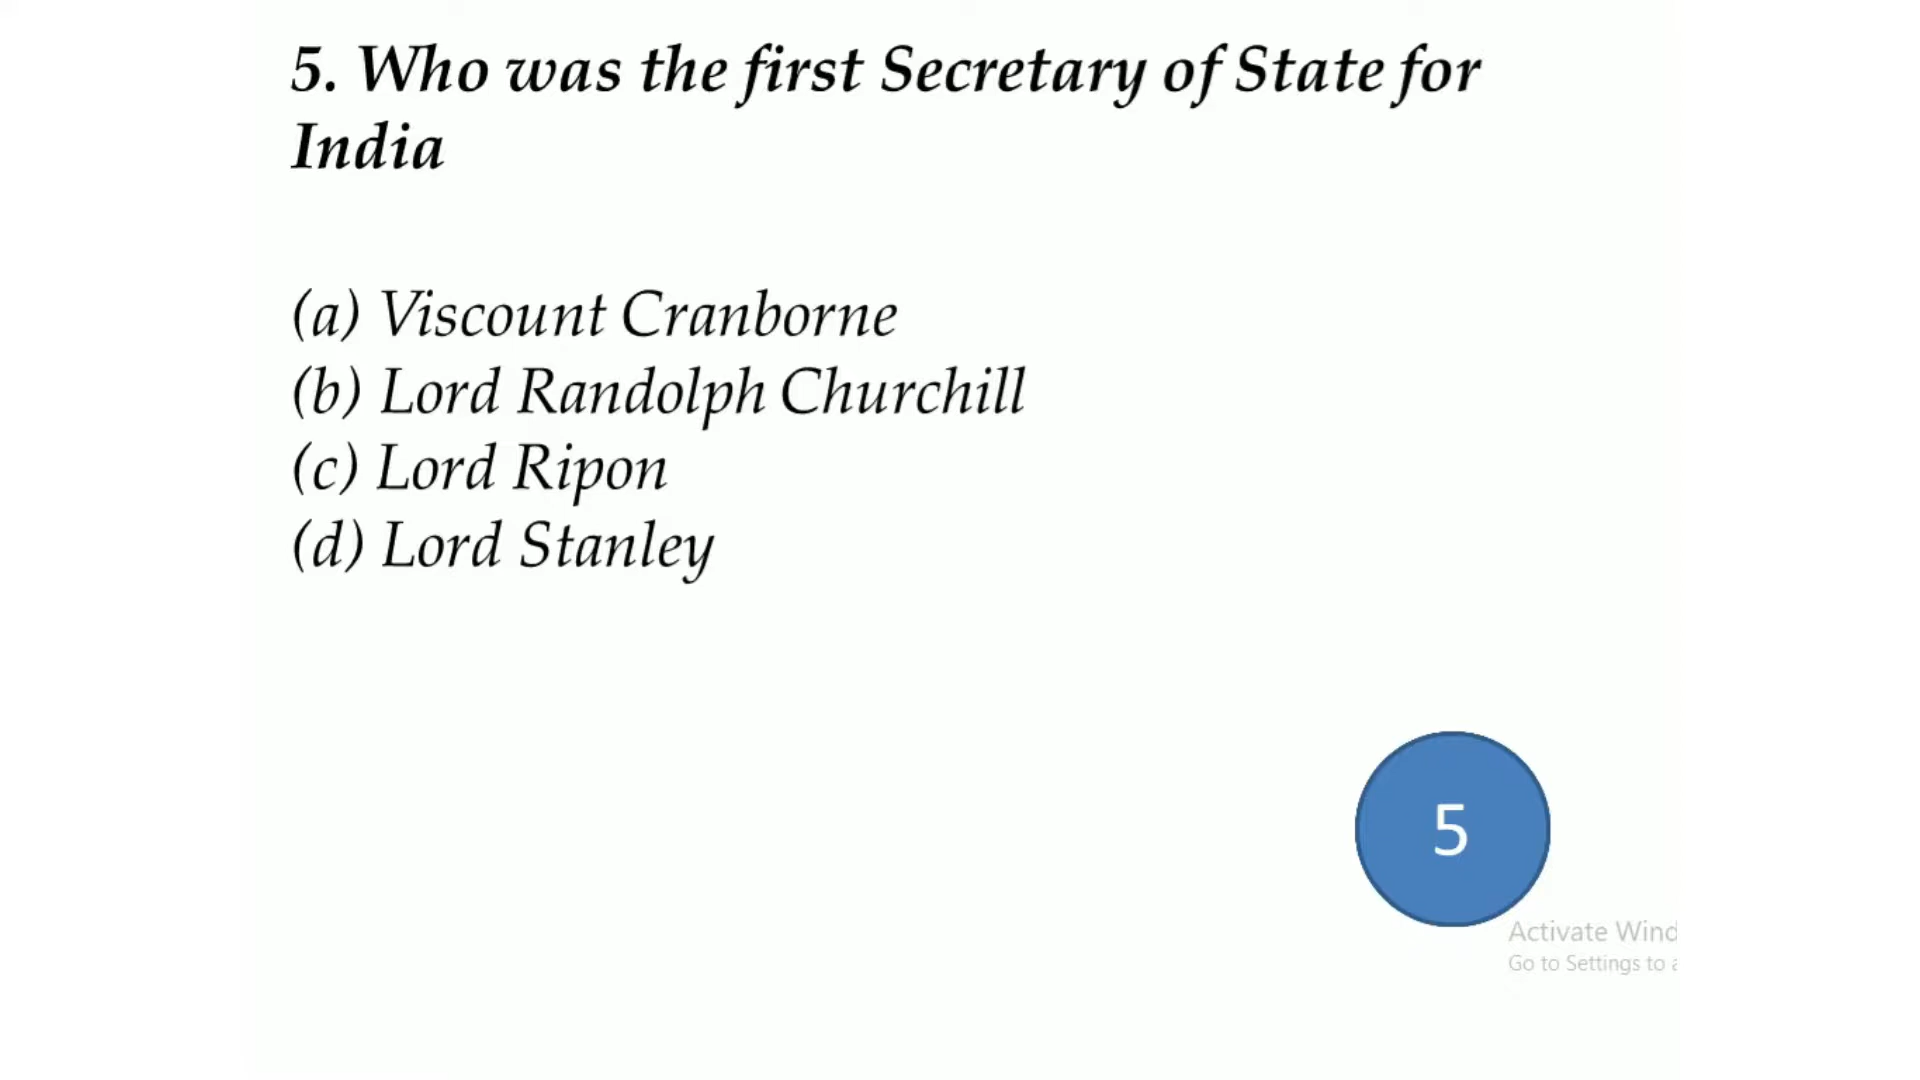 5. Who was the first Secretary of State for
India
(a) Viscount Cranborne
(b) Lord Randolph Churchill
(c) Lord Ripon
(d) Lord Stanley
5
Activate Wind
Go to Settings to a